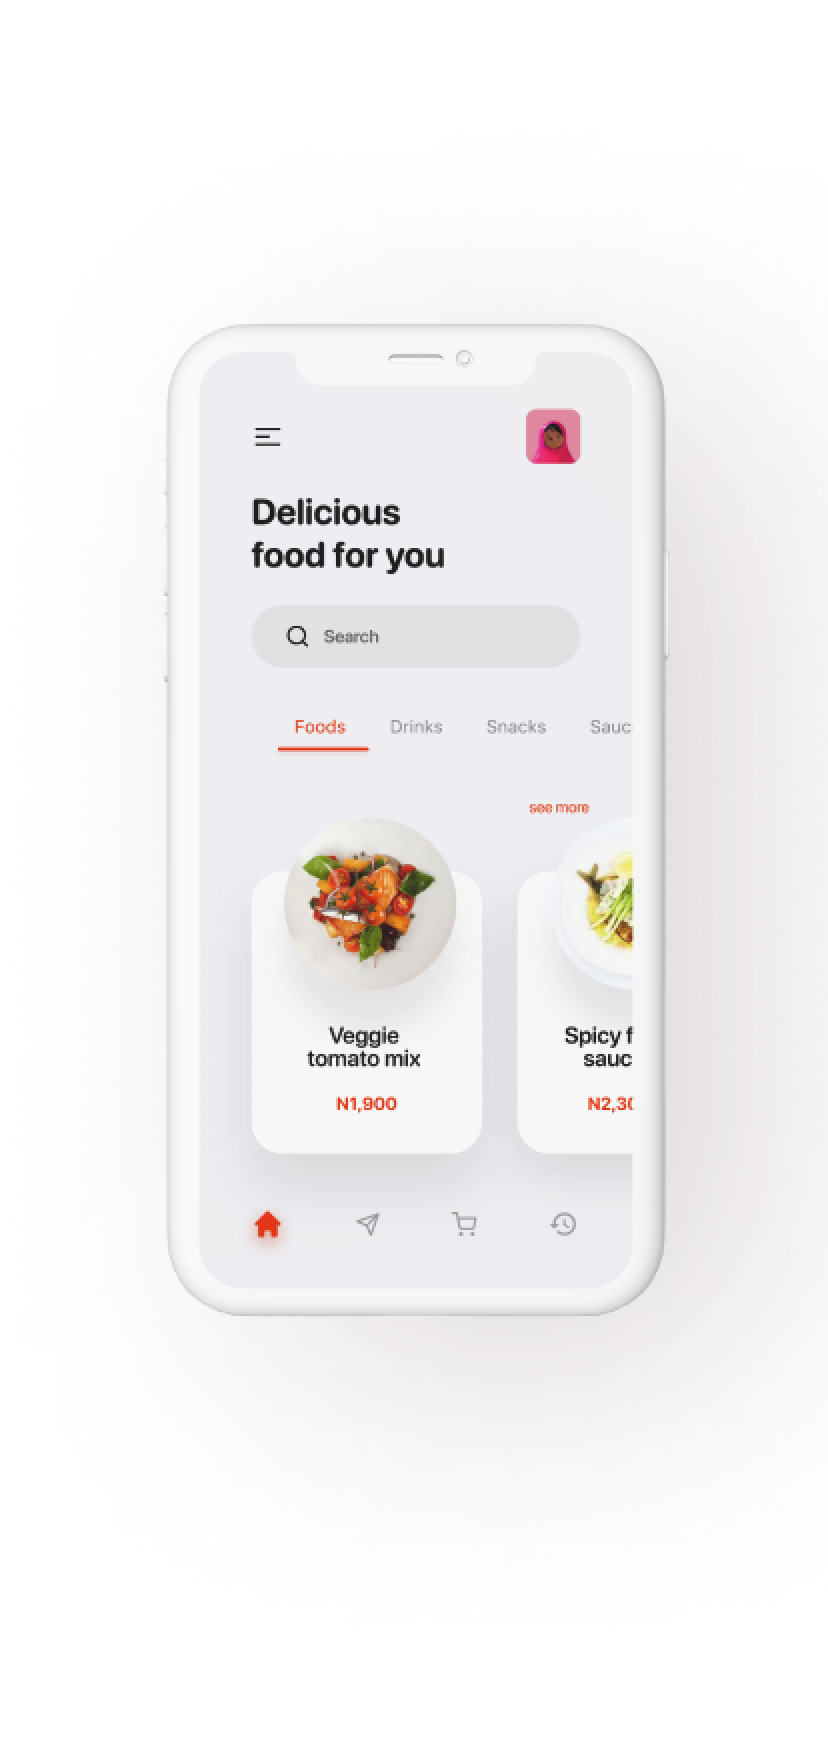 Delicious
food for you
Search
Foods Drinks Snacks Sauc
see more
Veggie
tomato mix
N1,900
Spicy f
sauc
N2,30